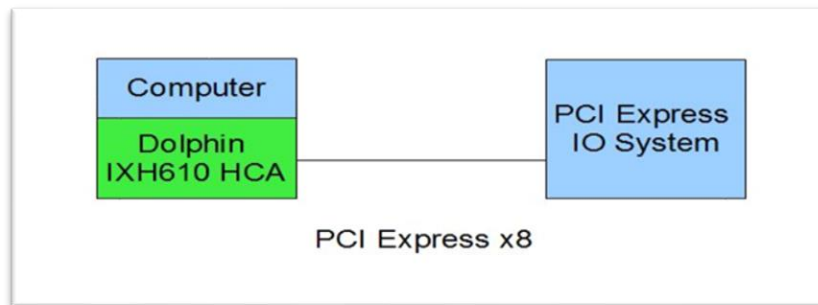 Computer
Dolphin
IXH610 HCA
PCI Express
IO System
PCI Express x8